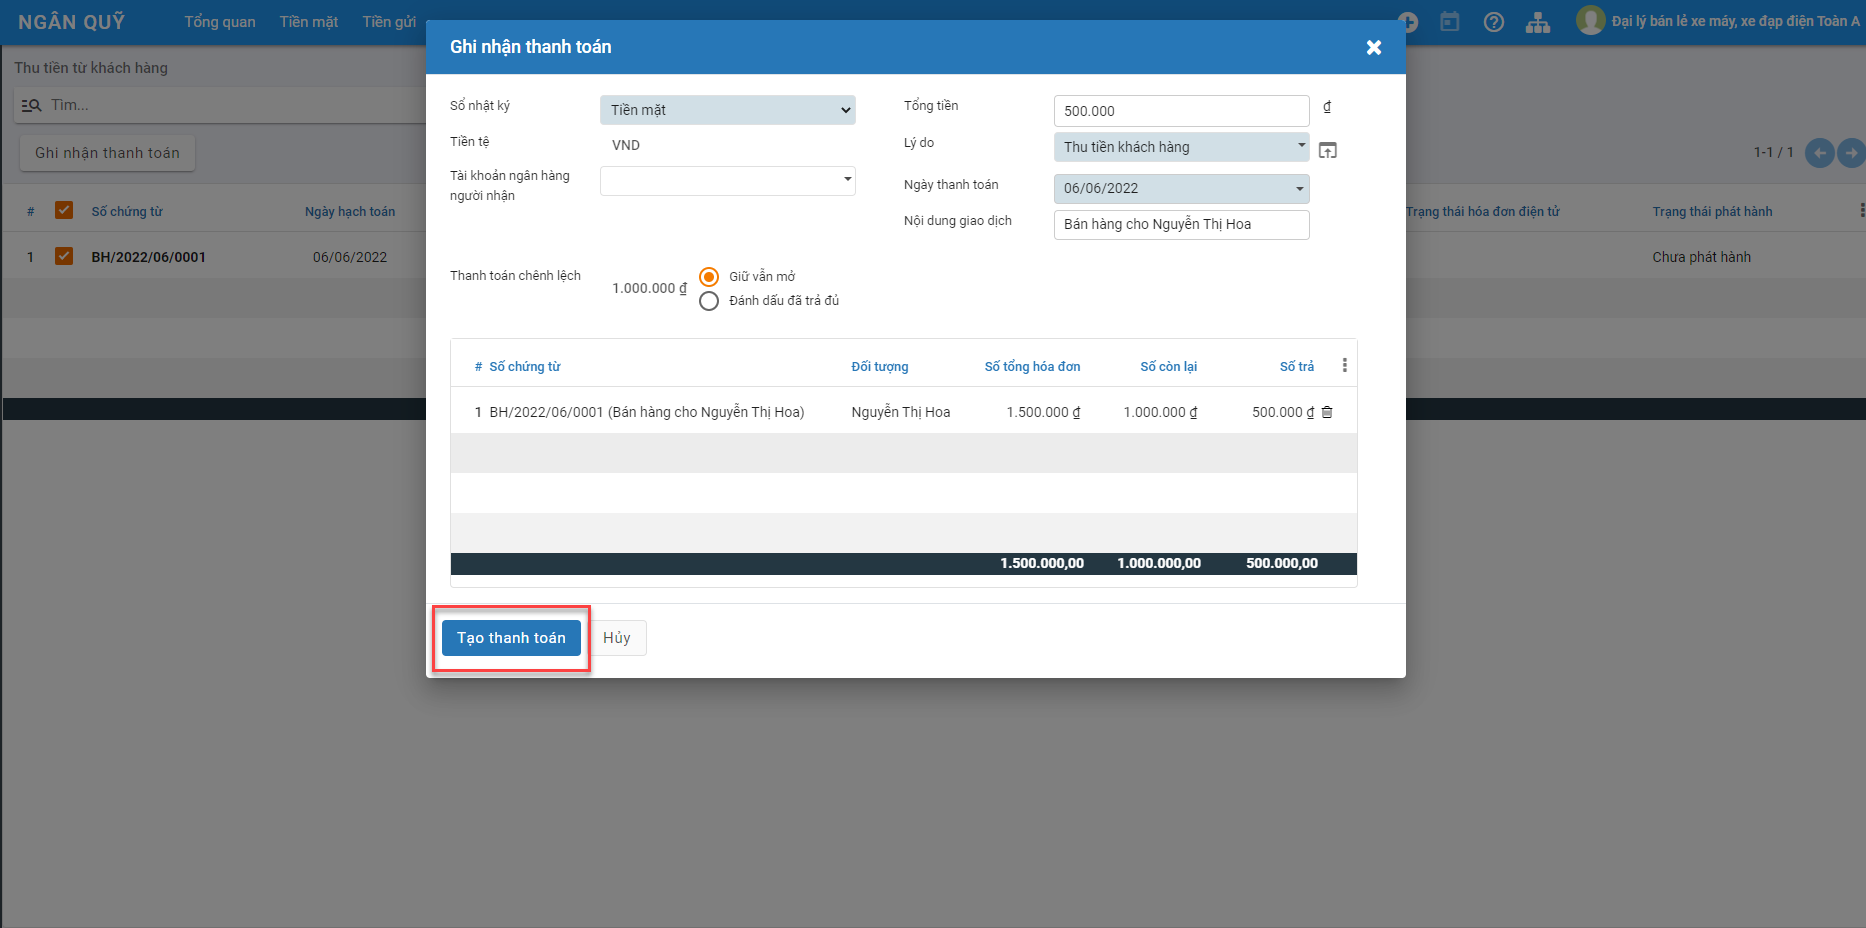 NGÂN QUỸ Tổng quan Tiền mặt Tiền gửi Đại lý bán lẻ xe máy, xe đạp điện Toàn A
Ghi nhận thanh toán
Thu tiền từ khách hàng
Tìm...
Ghi nhận thanh toán
1-1 / 1
# Số chứng từ Ngày hạch toán Trạng thái hóa đơn điện tử Trạng thái phát hành
1 BH/2022/06/0001 06/06/2022 Chưa phát hành
Sổ nhật ký Tiền mặt Tổng tiền 500.000 ₫
Tiền tệ VND Lý do Thu tiền khách hàng
Tài khoản ngân hàng
người nhận
Ngày thanh toán 06/06/2022
Nội dung giao dịch Bán hàng cho Nguyễn Thị Hoa
Thanh toán chênh lệch 1.000.000 ₫ Giữ vẫn mở
Đánh dấu đã trả đủ
# Số chứng từ Đối tượng Số tổng hóa đơn Số còn lại Số trả
1 BH/2022/06/0001 (Bán hàng cho Nguyễn Thị Hoa) Nguyễn Thị Hoa 1.500.000 ₫ 1.000.000 ₫ 500.000 ₫
1.500.000,00 1.000.000,00 500.000,00
Tạo thanh toán Hủy